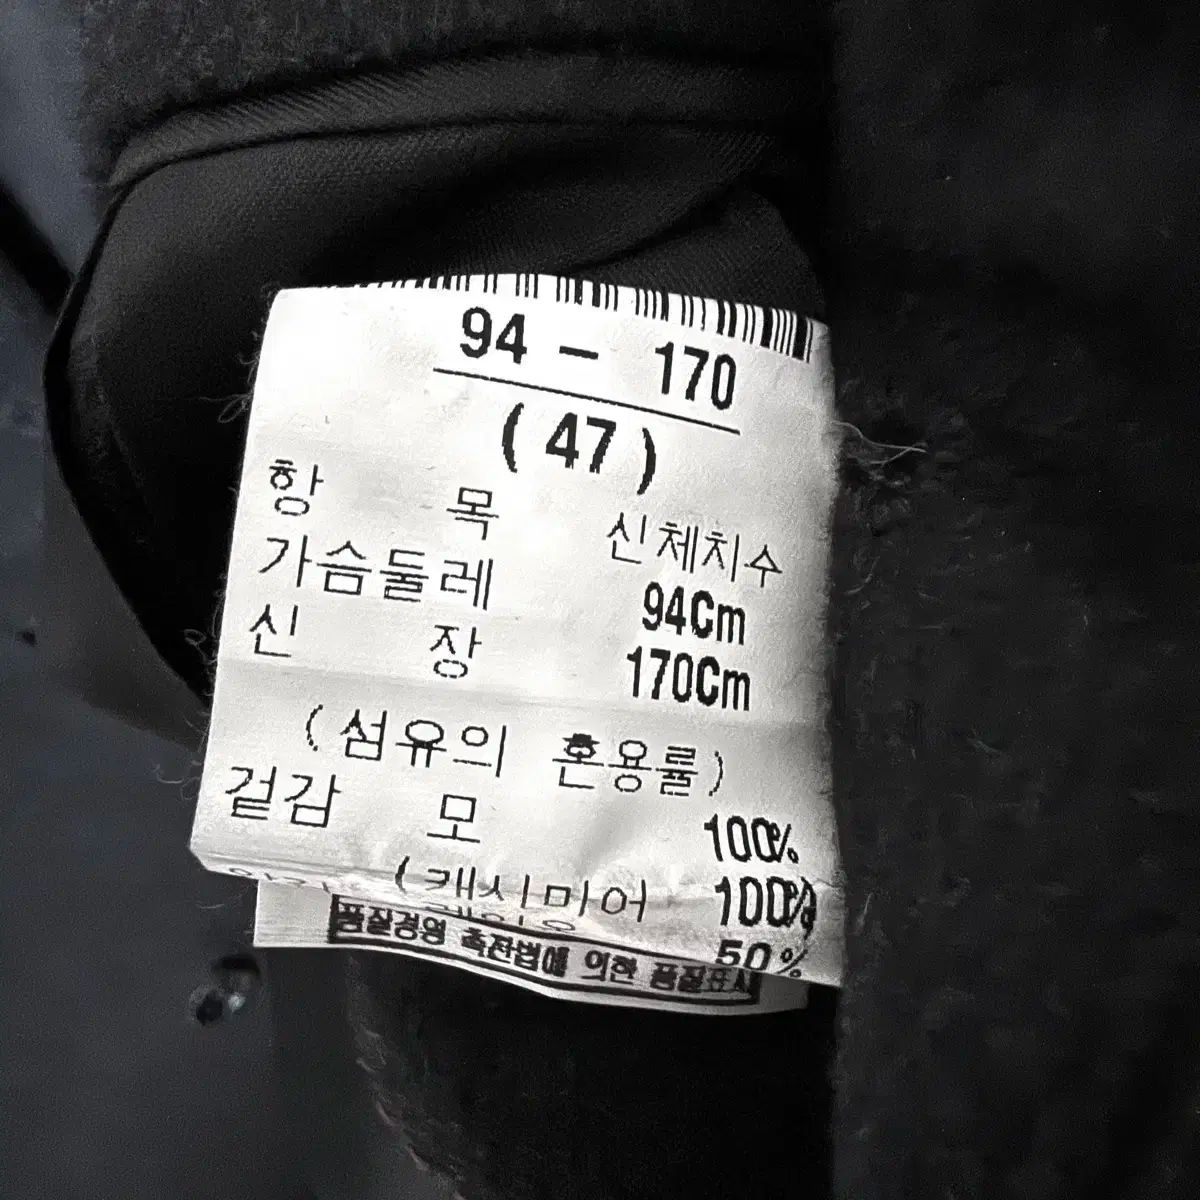 94 - 170
( 47 )
항 목 신체치수
가슴둘레 94Cm
신 장 170Cm
(섬유의 혼용률)
겉감 모 100%
(캐시미어 100%)
50%
품질경영 촉진법에 의한 품질표시